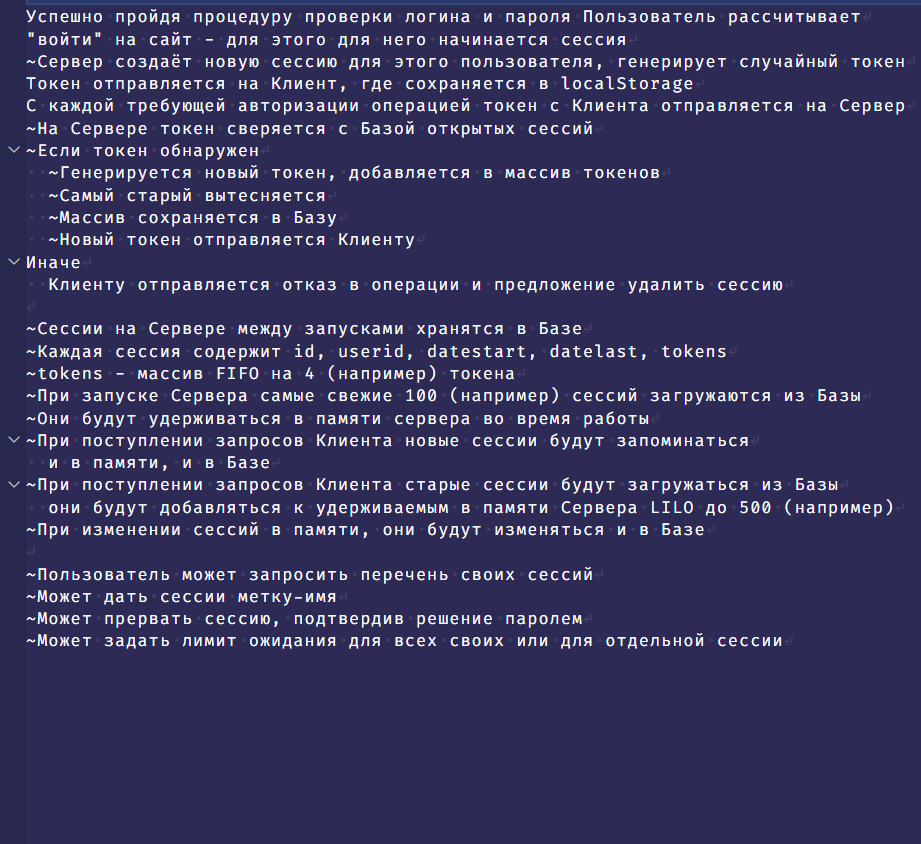 Успешно пройдя процедуру проверки логина и пароля Пользователь рассчитывает
"войти" на сайт - для этого для него начинается сессия
~Сервер создаёт новую сессию для этого пользователя, генерирует случайный токен
Токен отправляется на Клиент, где сохраняется в localStorage
С каждой требующей авторизации операцией токен с Клиента отправляется на Сервер
~На Сервере токен сверяется с Базой открытых сессий
~Если токен обнаружен
~Генерируется новый токен, добавляется в массив токенов
~Самый старый вытесняется
~Массив сохраняется в Базу
~Новый токен отправляется Клиенту
Иначе
Клиенту отправляется отказ в операции и предложение удалить сессию
~Сессии на Сервере между запусками хранятся в Базе
~Каждая сессия содержит id, userid, datestart, datelast, tokens
~tokens - массив FIFO на 4 (например) токена
~При запуске Сервера самые свежие 100 (например) сессий загружаются из Базы
~Они будут удерживаться в памяти сервера во время работы
~При поступлении запросов Клиента новые сессии будут запоминаться
и в памяти, и в Базе
~При поступлении запросов Клиента старые сессии будут загружаться из Базы
они будут добавляться к удерживаемым в памяти Сервера LILO до 500 (например)
~При изменении сессий в памяти, они будут изменяться и в Базе
~Пользователь может запросить перечень своих сессий
~Может дать сессии метку-имя
~Может прервать сессию, подтвердив решение паролем
~Может задать лимит ожидания для всех своих или для отдельной сессии